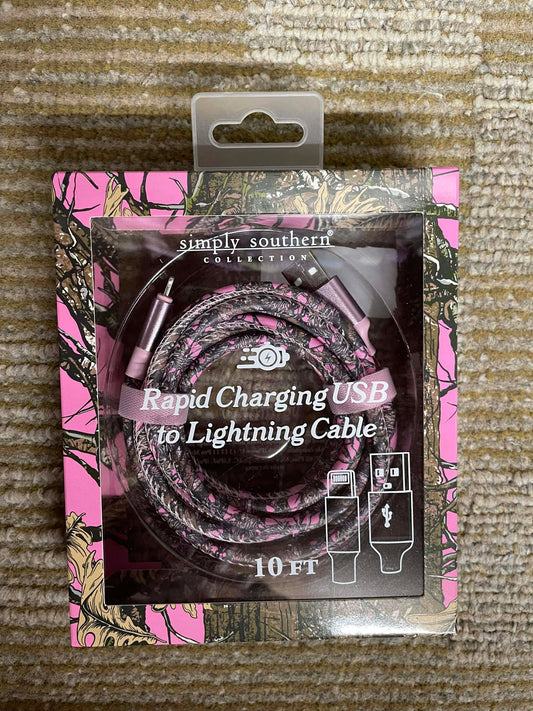 simply southern®
COLLECTION
Rapid Charging USB
to Lightning Cable
10 FT